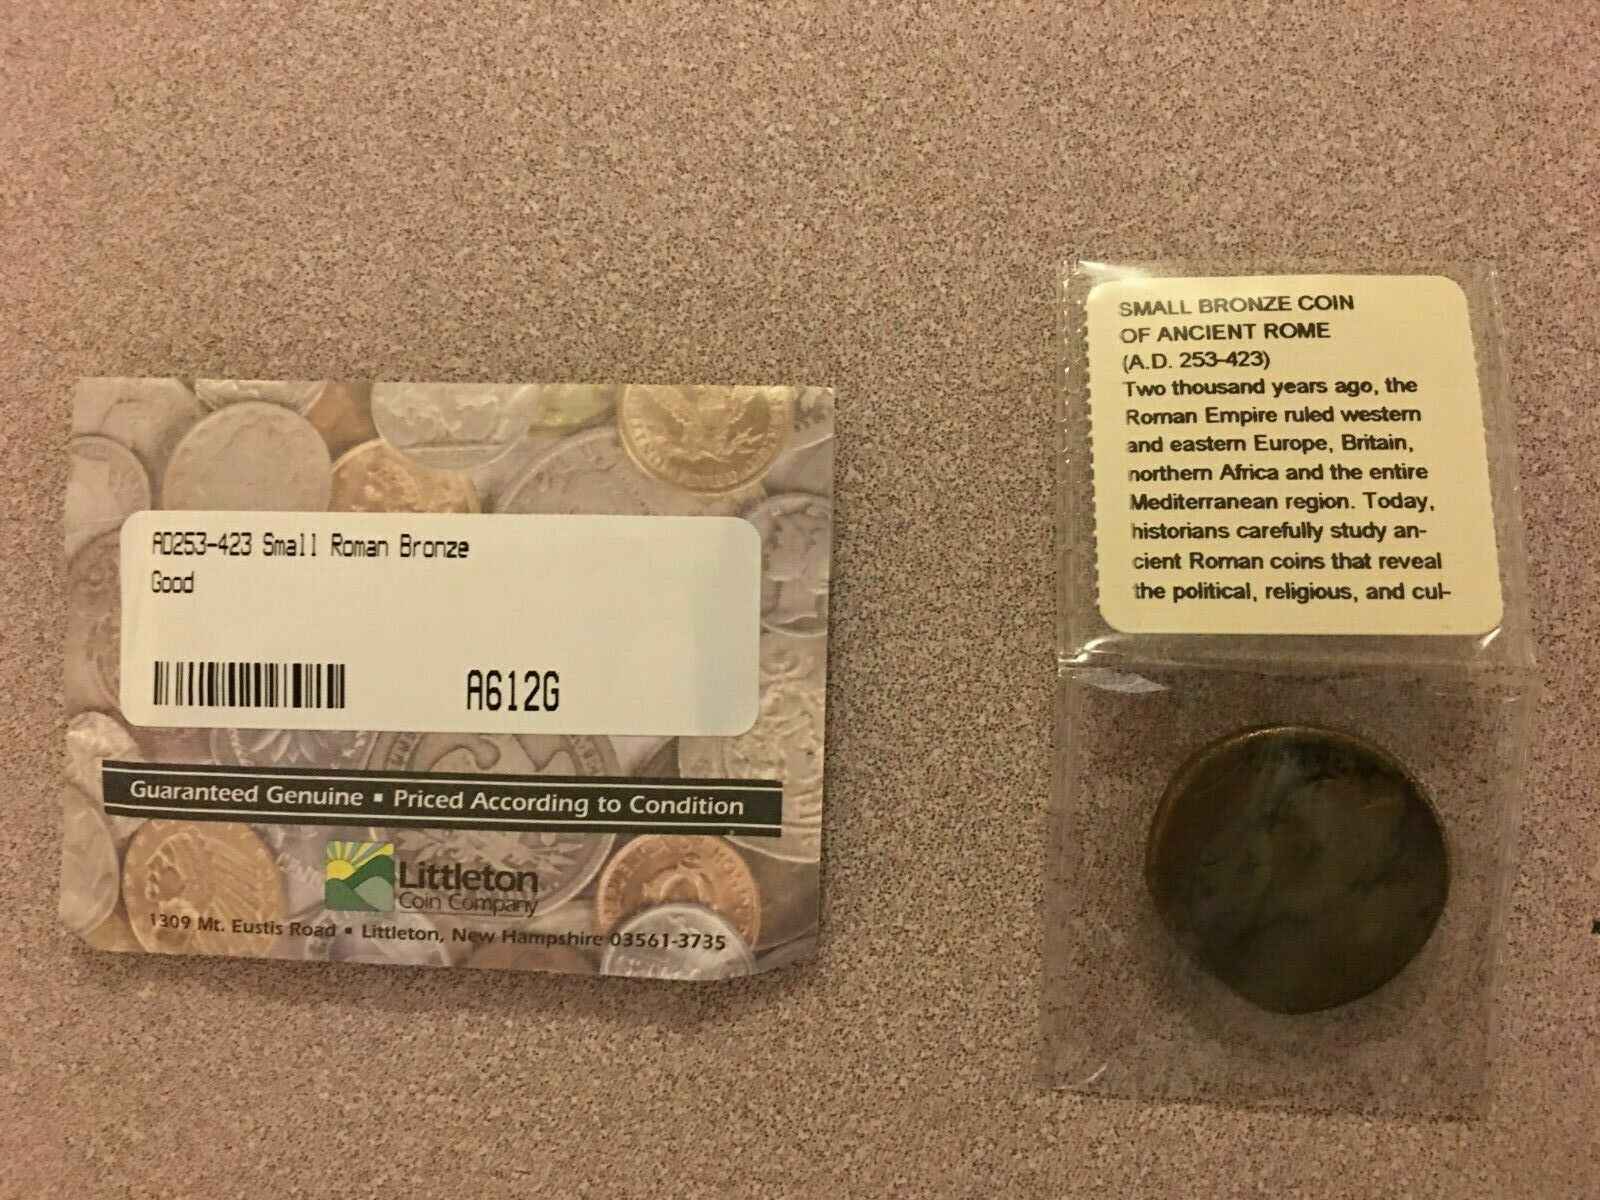 AD253-423 Small Roman Bronze
Good
A612G
Guaranteed Genuine ▪ Priced According to Condition
Littleton
Coin Company
1309 Mt. Eustis Road ▪ Littleton, New Hampshire 03561-3735
SMALL BRONZE COIN
OF ANCIENT ROME
(A.D. 253-423)
Two thousand years ago, the
Roman Empire ruled western
and eastern Europe, Britain,
northern Africa and the entire
Mediterranean region. Today,
historians carefully study an-
cient Roman coins that reveal
the political, religious, and cul-